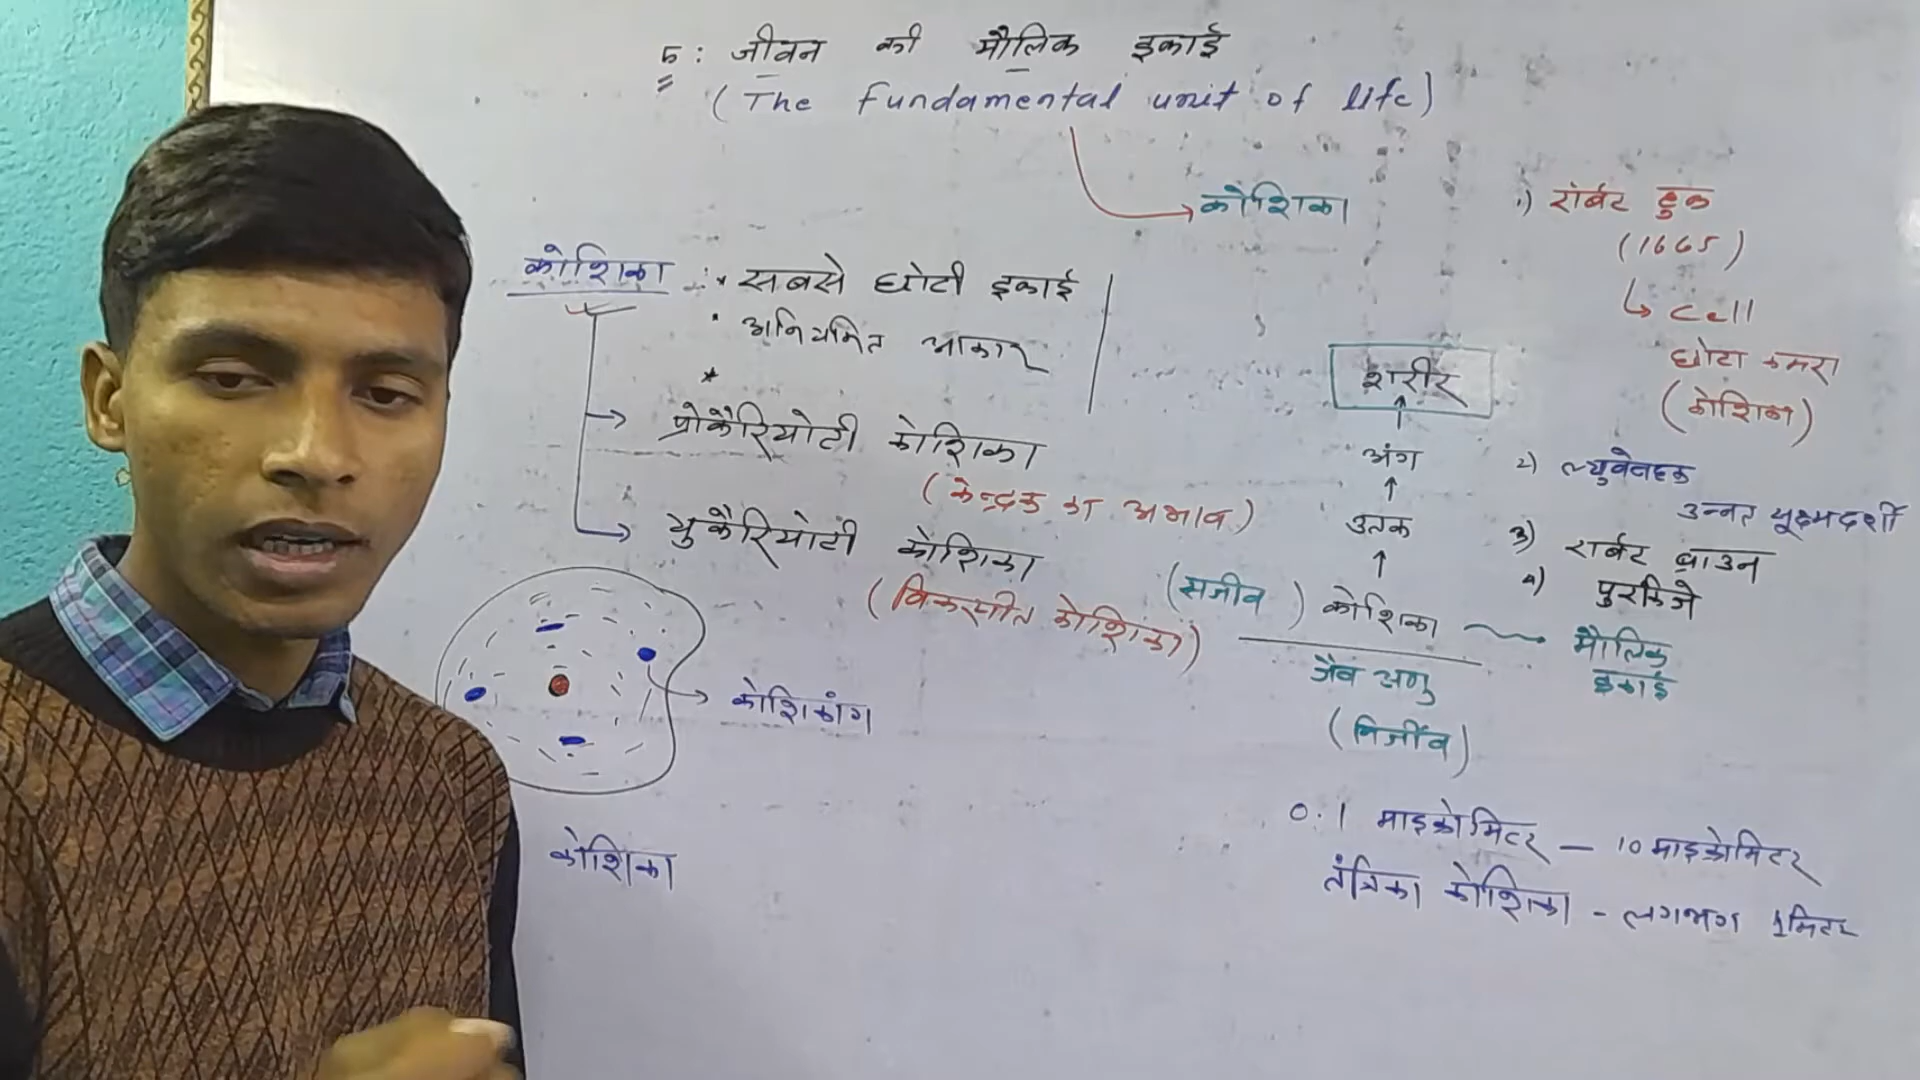 5: जीवन की मौलिक इकाई
(The fundamental unit of life)
कोशिका
कोशिका :
• सबसे छोटी इकाई
• अनियमित आकार
*
प्रोकैरियोटी कोशिका
(केन्द्रक का अभाव)
युकैरियोटी कोशिका
(विकसीत कोशिका)
कोशिकांग
कोशिका
शरीर
अंग
उतक
(सजीव) कोशिका
जैव अणु
(निर्जीव)
मौलिक
इकाई
1) रॉर्बट हुक
(1665)
Cell
छोटा कमरा
(कोशिका)
2) ल्युवेनहक
उन्नत सूक्ष्मदर्शी
3) रार्बट ब्राउन
4) पुरकिंजे
0.1 माइक्रोमिटर – 10 माइक्रोमिटर
तंत्रिका कोशिका - लगभग 1 मिटर